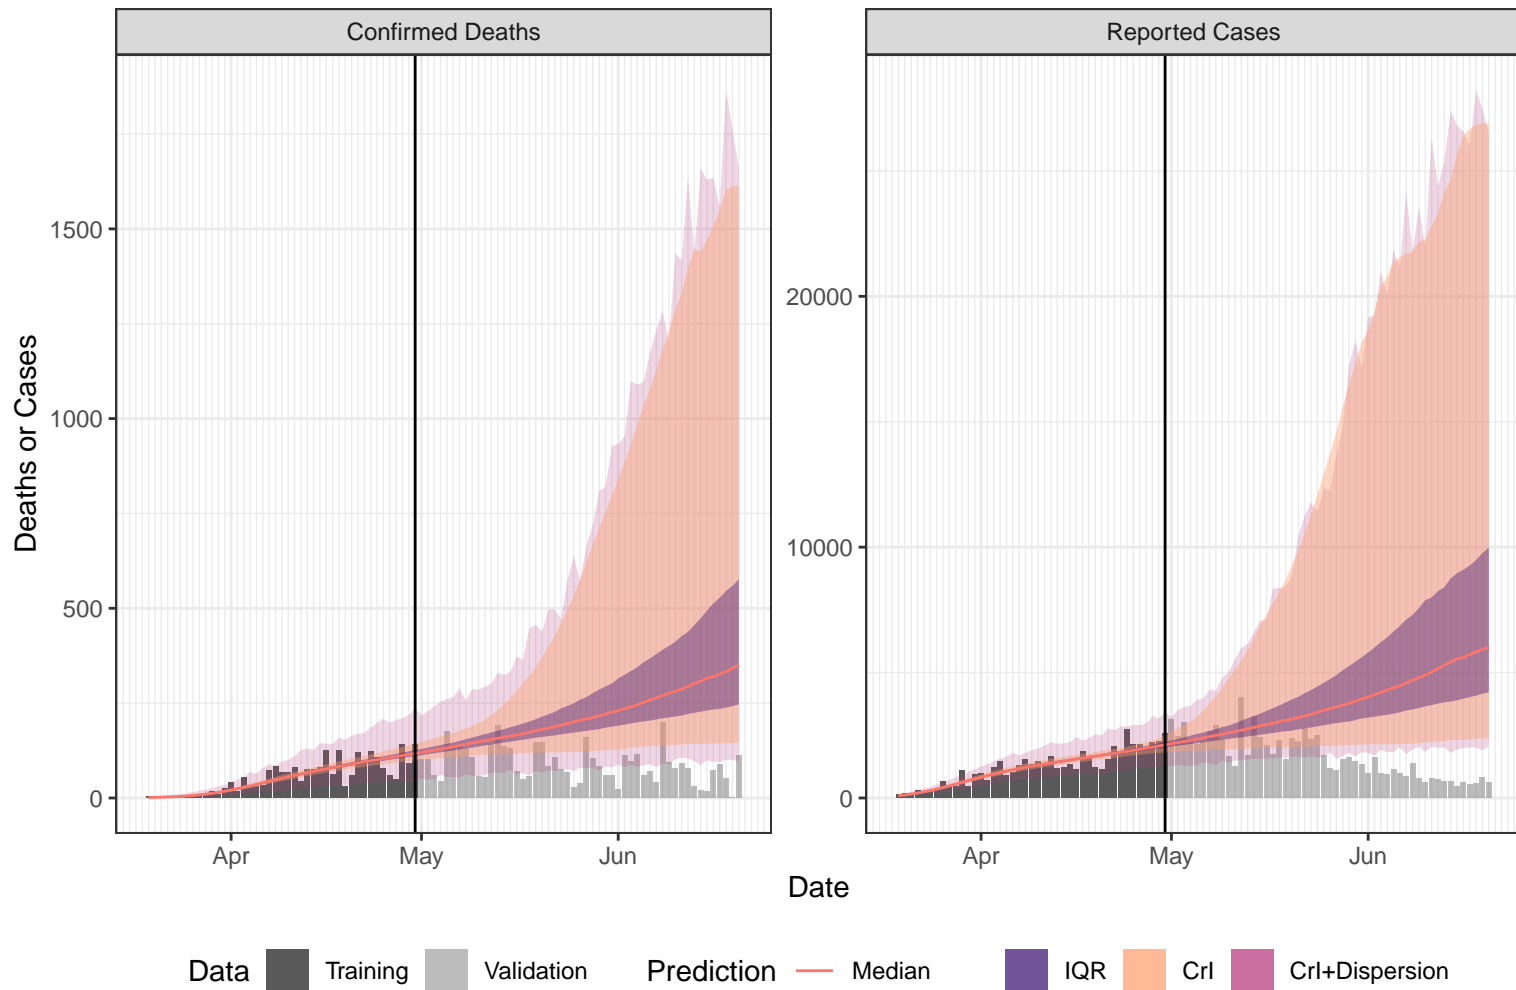 Confirmed Deaths
Reported Cases
Deaths or Cases
1500
1000
500
0
20000
10000
0
Apr May Jun
Apr May Jun
Date
Data Training Validation Prediction Median IQR CrI CrI+Dispersion